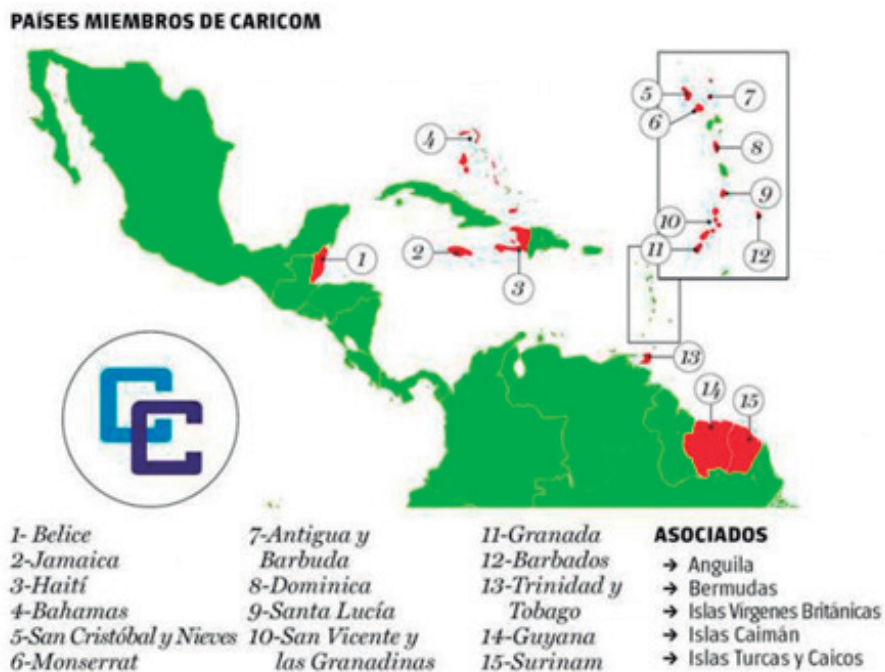 PAÍSES MIEMBROS DE CARICOM
4
5
7
6
8
9
10
11
12
1
2
3
13
14
15
CC
1- Belice
2-Jamaica
3-Haití
4-Bahamas
5-San Cristóbal y Nieves
6-Monserrat
7-Antigua y
Barbuda
8-Dominica
9-Santa Lucía
10-San Vicente y
las Granadinas
11-Granada
12-Barbados
13-Trinidad y
Tobago
14-Guyana
15-Surinam
ASOCIADOS
→ Anguila
→ Bermudas
→ Islas Vírgenes Británicas
→ Islas Caimán
→ Islas Turcas y Caicos